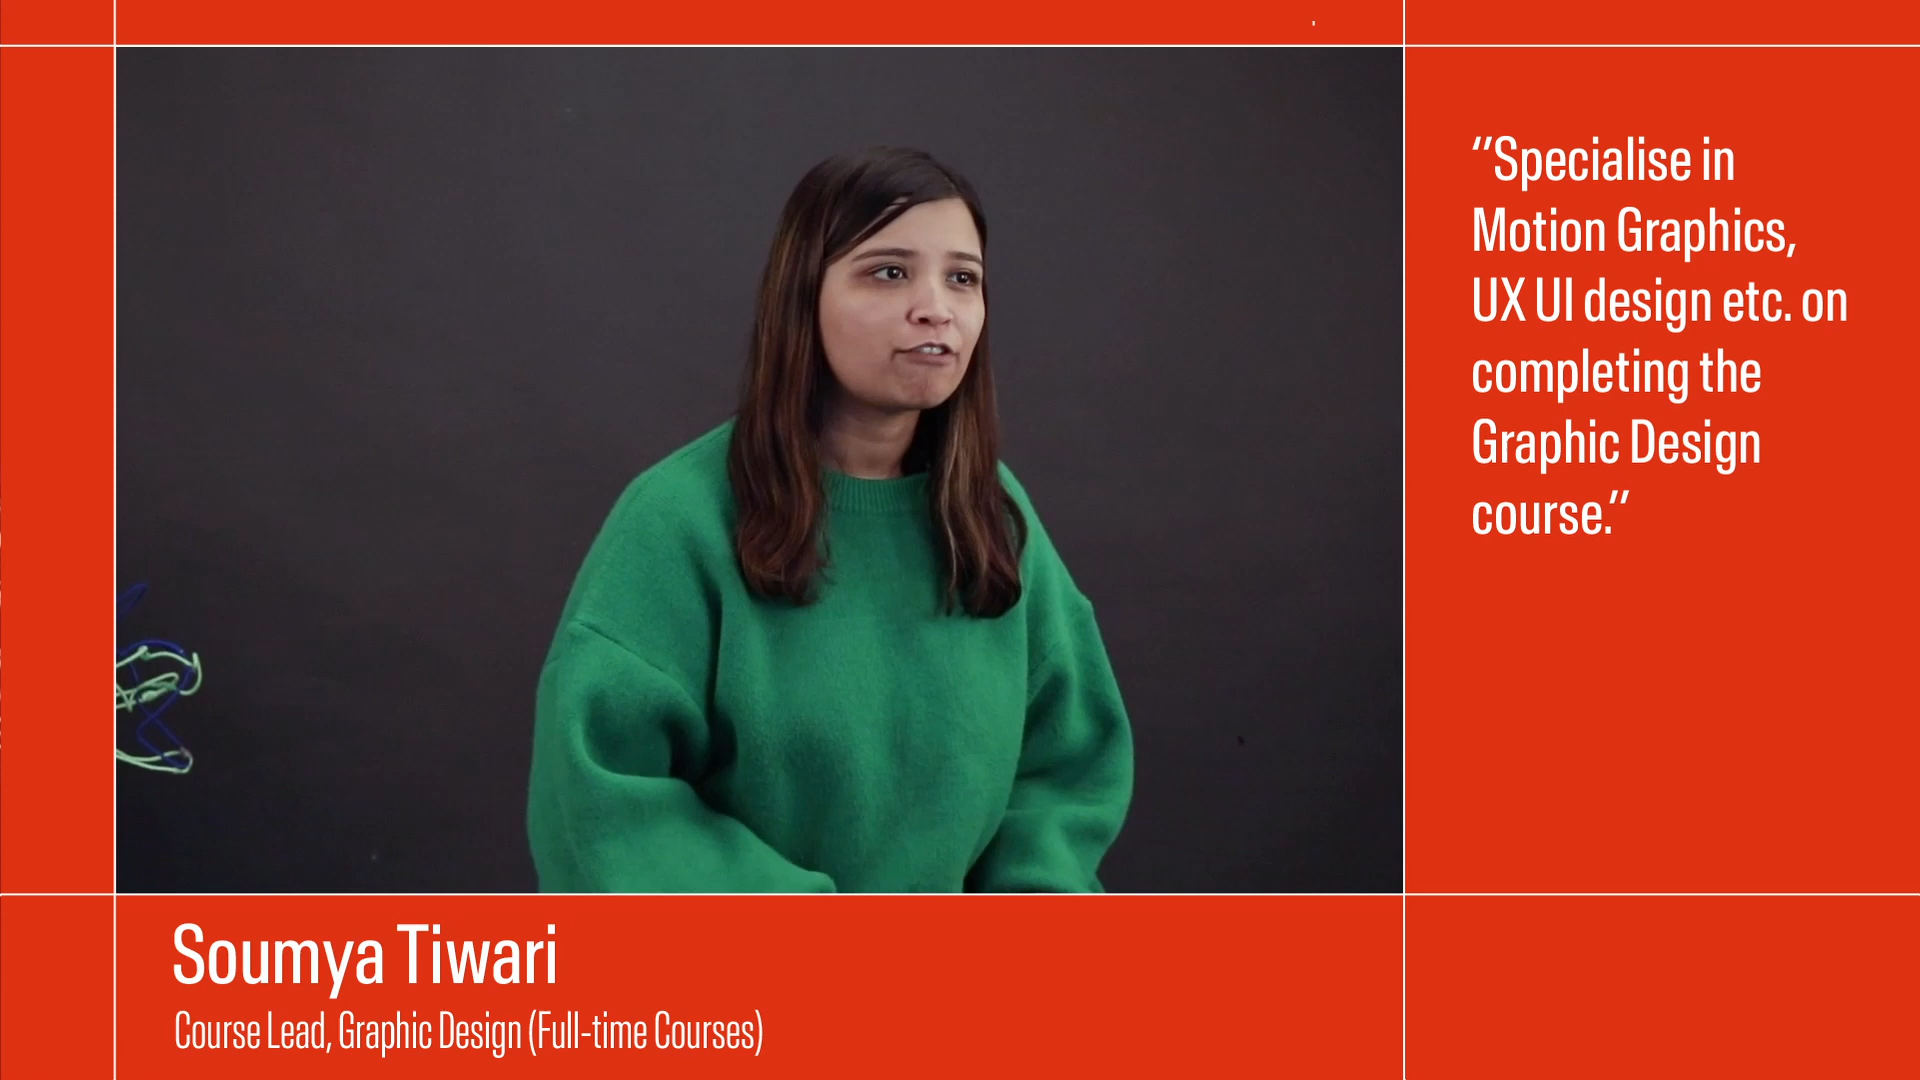 “Specialise in
Motion Graphics,
UX UI design etc. on
completing the
Graphic Design
course.”
Soumya Tiwari
Course Lead, Graphic Design (Full-time Courses)